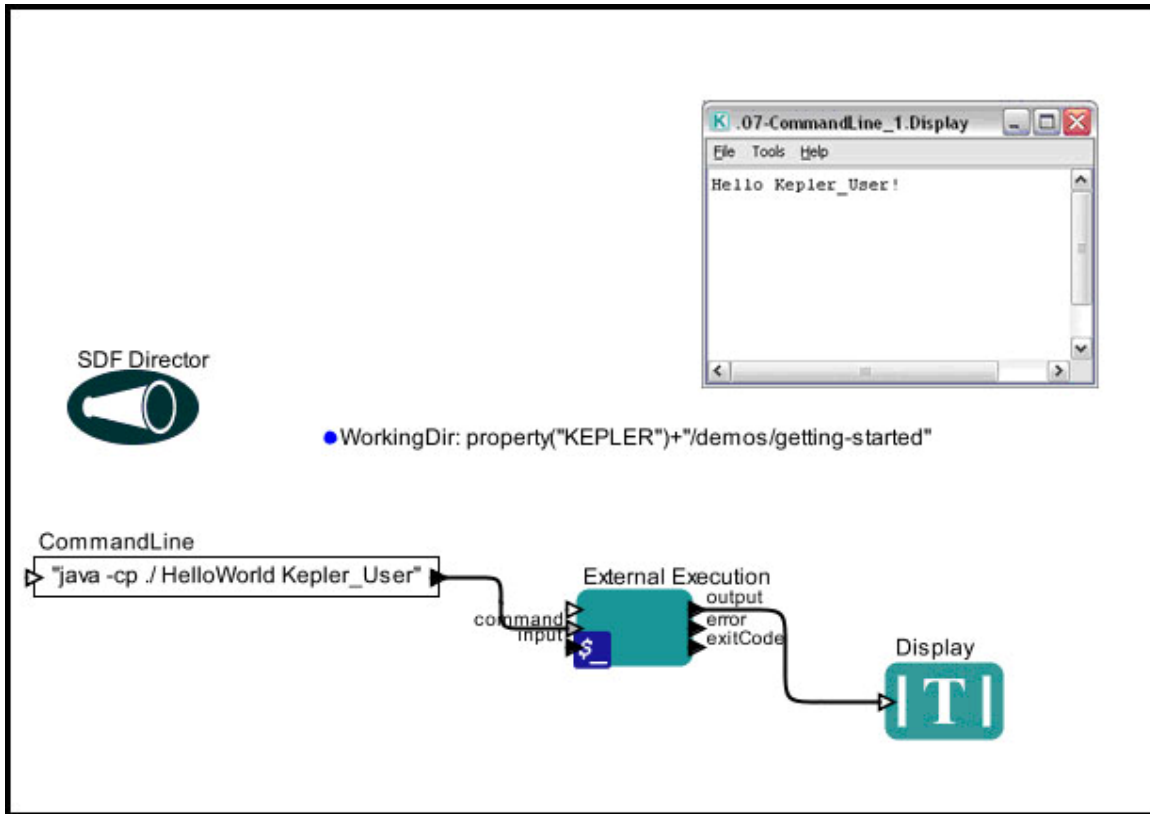 K .07-CommandLine_1.Display
File Tools Help
Hello Kepler_User!
SDF Director
WorkingDir: property("KEPLER")+"/demos/getting-started"
CommandLine
"java -cp ./ HelloWorld Kepler_User"
External Execution
command
input
$_
output
error
exitCode
Display
T